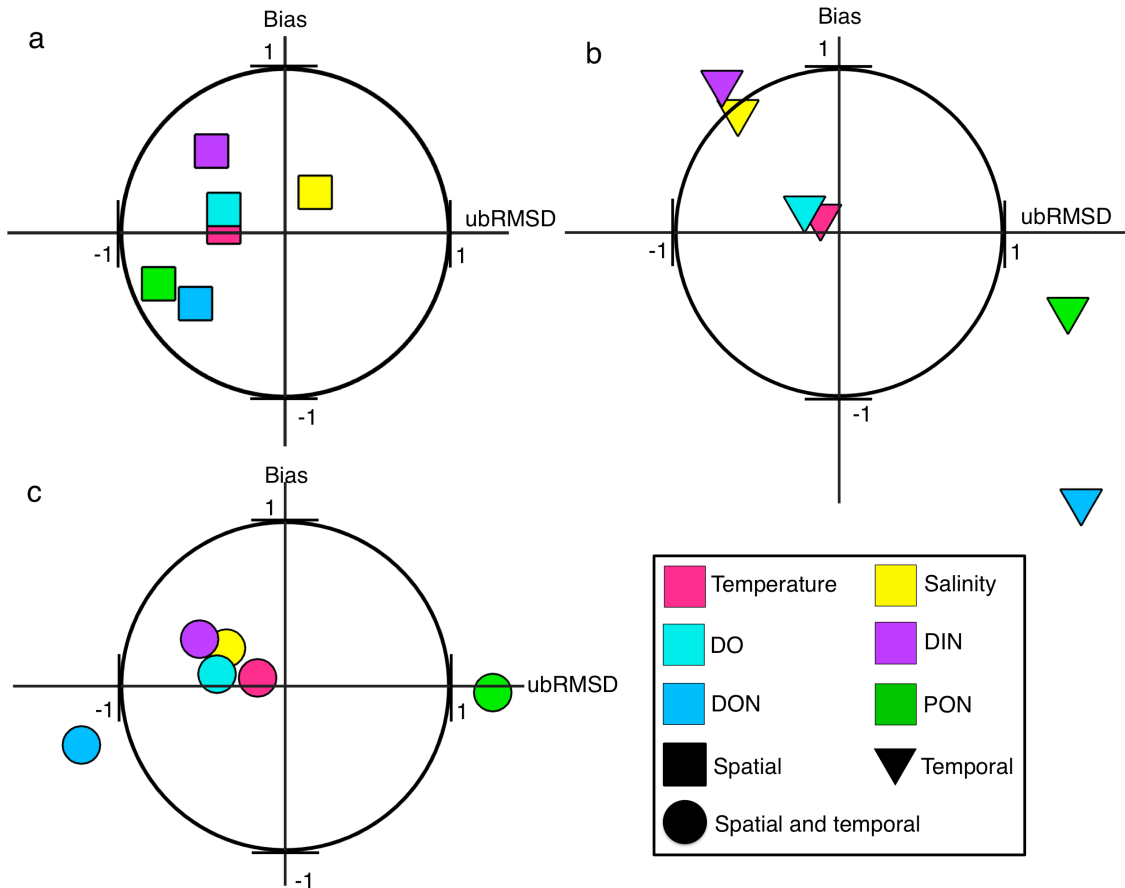 a
Bias
1
ubRMSD
-1
1
-1
b
Bias
1
ubRMSD
-1
1
-1
c
Bias
1
ubRMSD
-1
1
-1
Temperature
Salinity
DO
DIN
DON
PON
Spatial
Temporal
Spatial and temporal